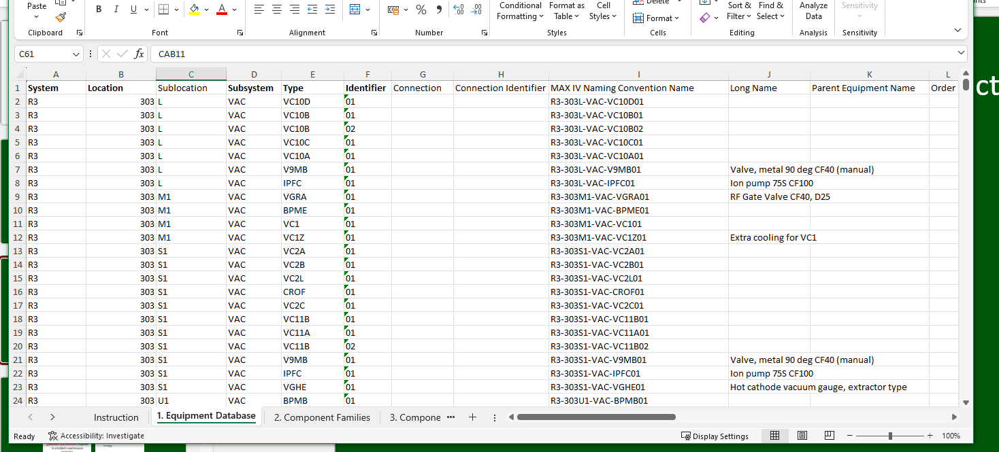 Paste
B I U A % 9
Conditional Formatting
Format as Table
Cell Styles
Delete
Format
Sort & Filter
Find & Select
Analyze Data
Sensitivity
Clipboard Font Alignment Number Styles Cells Editing Analysis Sensitivity
C61 fx CAB11
A B C D E F G H I J K L
1 System Location Sublocation Subsystem Type Identifier Connection Connection Identifier MAX IV Naming Convention Name Long Name Parent Equipment Name Order
2 R3 303 L VAC VC10D 01 R3-303L-VAC-VC10D01
3 R3 303 L VAC VC10B 01 R3-303L-VAC-VC10B01
4 R3 303 L VAC VC10B 02 R3-303L-VAC-VC10B02
5 R3 303 L VAC VC10C 01 R3-303L-VAC-VC10C01
6 R3 303 L VAC VC10A 01 R3-303L-VAC-VC10A01
7 R3 303 L VAC V9MB 01 R3-303L-VAC-V9MB01 Valve, metal 90 deg CF40 (manual)
8 R3 303 L VAC IPFC 01 R3-303L-VAC-IPFC01 Ion pump 75S CF100
9 R3 303 M1 VAC VGRA 01 R3-303M1-VAC-VGRA01 RF Gate Valve CF40, D25
10 R3 303 M1 VAC BPME 01 R3-303M1-VAC-BPME01
11 R3 303 M1 VAC VC1 01 R3-303M1-VAC-VC101
12 R3 303 M1 VAC VC1Z 01 R3-303M1-VAC-VC1Z01 Extra cooling for VC1
13 R3 303 S1 VAC VC2A 01 R3-303S1-VAC-VC2A01
14 R3 303 S1 VAC VC2B 01 R3-303S1-VAC-VC2B01
15 R3 303 S1 VAC VC2L 01 R3-303S1-VAC-VC2L01
16 R3 303 S1 VAC CROF 01 R3-303S1-VAC-CROF01
17 R3 303 S1 VAC VC2C 01 R3-303S1-VAC-VC2C01
18 R3 303 S1 VAC VC11B 01 R3-303S1-VAC-VC11B01
19 R3 303 S1 VAC VC11A 01 R3-303S1-VAC-VC11A01
20 R3 303 S1 VAC VC11B 02 R3-303S1-VAC-VC11B02
21 R3 303 S1 VAC V9MB 01 R3-303S1-VAC-V9MB01 Valve, metal 90 deg CF40 (manual)
22 R3 303 S1 VAC IPFC 01 R3-303S1-VAC-IPFC01 Ion pump 75S CF100
23 R3 303 S1 VAC VGHE 01 R3-303S1-VAC-VGHE01 Hot cathode vacuum gauge, extractor type
24 R3 303 U1 VAC BPMB 01 R3-303U1-VAC-BPMB01
Instruction 1. Equipment Database 2. Component Families 3. Compone ...
Ready Accessibility: Investigate Display Settings 100%
ct